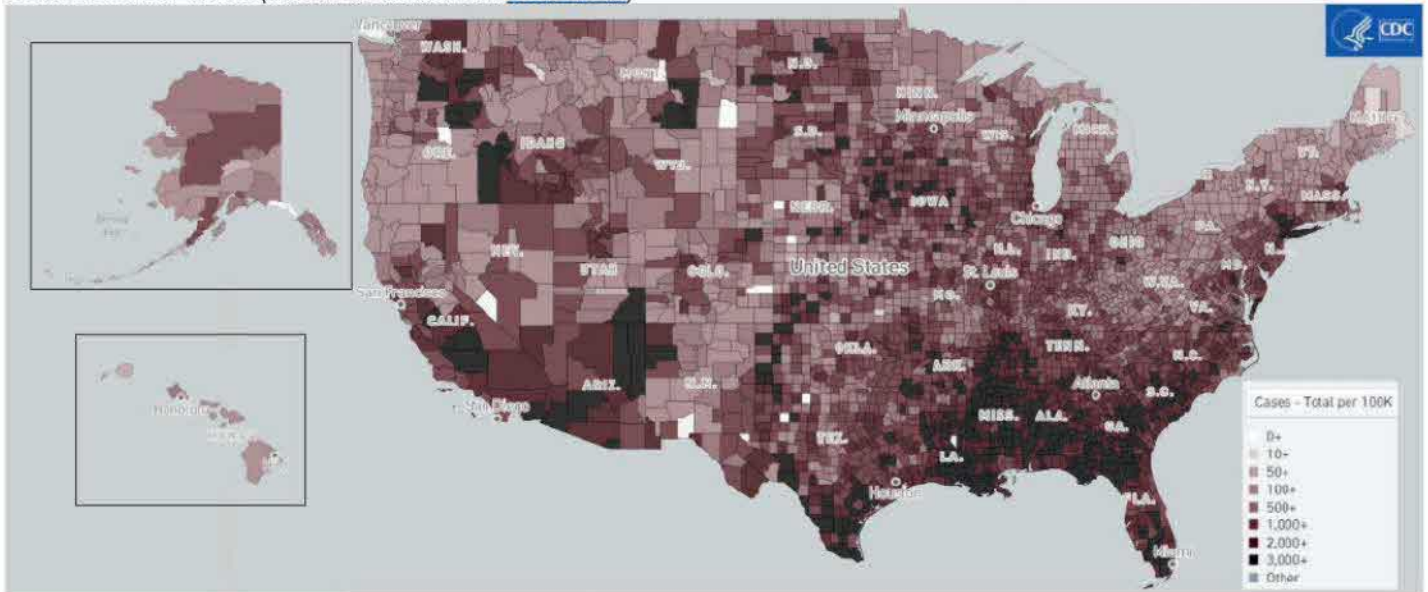 Vancouver
CDC
WASH.
MONT.
N.D.
MINN.
Minneapolis
MAINE
ORE.
IDAHO
S.D.
WIS.
MICH.
VT.
WYO.
N.Y.
MASS.
NEBR.
IOWA
Chicago
PA.
NEV.
UTAH
COLO.
United States
ILL.
IND.
OHIO
N.J.
MD.
St. Louis
W.VA.
San Francisco
CALIF.
MO.
KY.
VA.
OKLA.
TENN.
N.C.
ARIZ.
N.M.
ARK.
Atlanta
S.C.
San Diego
MISS.
ALA.
GA.
Honolulu
TEX.
LA.
Houston
FLA.
Miami
Cases - Total per 100K
0+
10+
50+
100+
500+
1,000+
2,000+
3,000+
Other